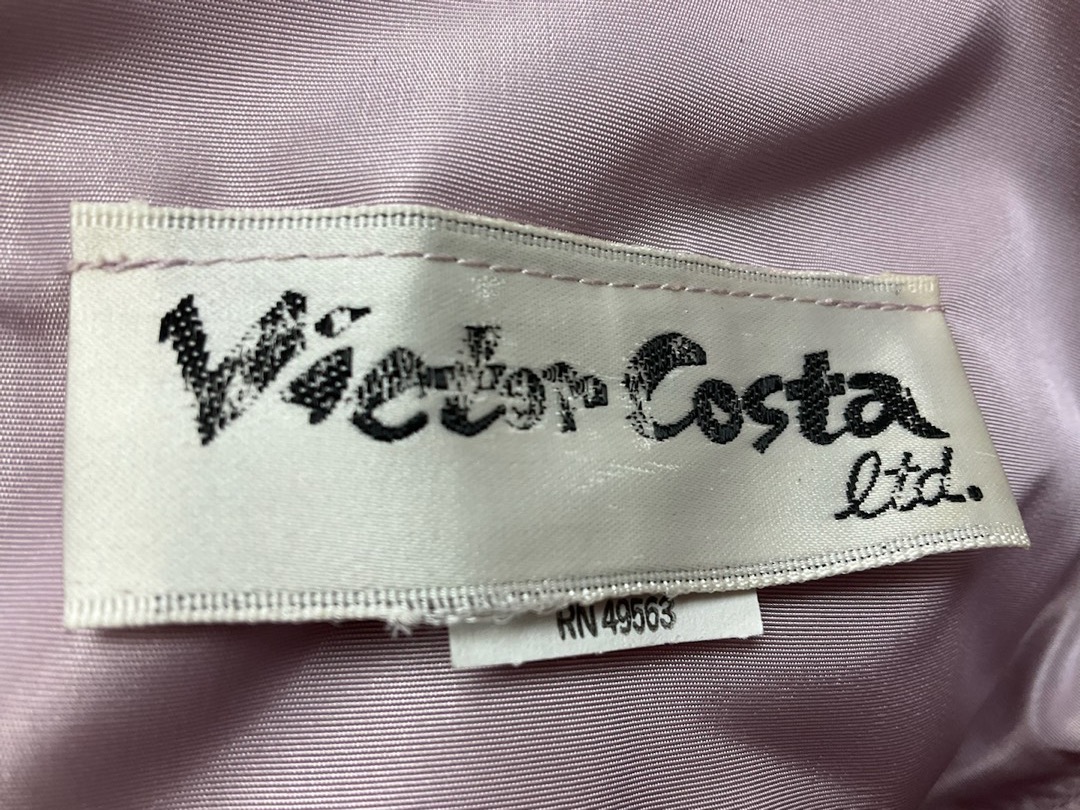 Victor Costa
ltd.
RN 49563